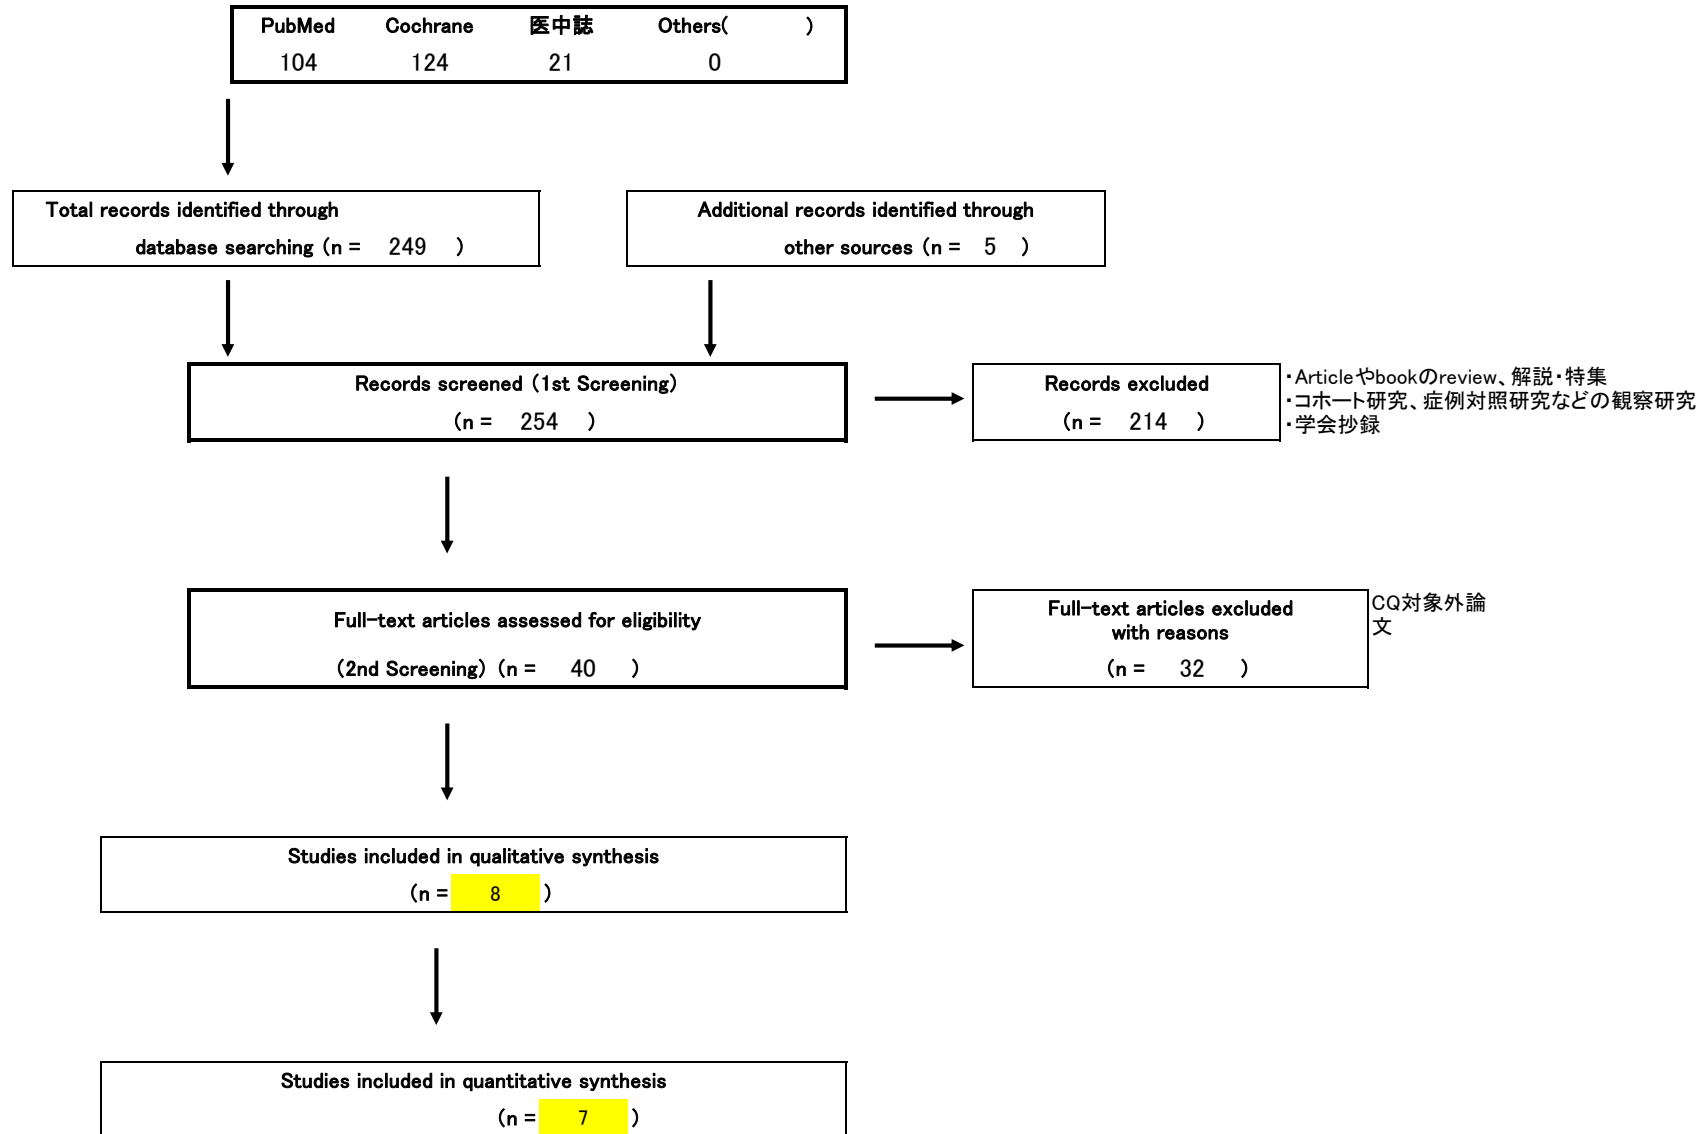 PubMed Cochrane 医中誌 Others( )
104 124 21 0
Total records identified through
database searching (n = 249 )
Additional records identified through
other sources (n = 5 )
Records screened (1st Screening)
(n = 254 )
Records excluded
(n = 214 )
・Articleやbookのreview、解説・特集
・コホート研究、症例対照研究などの観察研究
・学会抄録
Full-text articles assessed for eligibility
(2nd Screening) (n = 40 )
Full-text articles excluded
with reasons
(n = 32 )
CQ対象外論
文
Studies included in qualitative synthesis
(n = 8 )
Studies included in quantitative synthesis
(n = 7 )